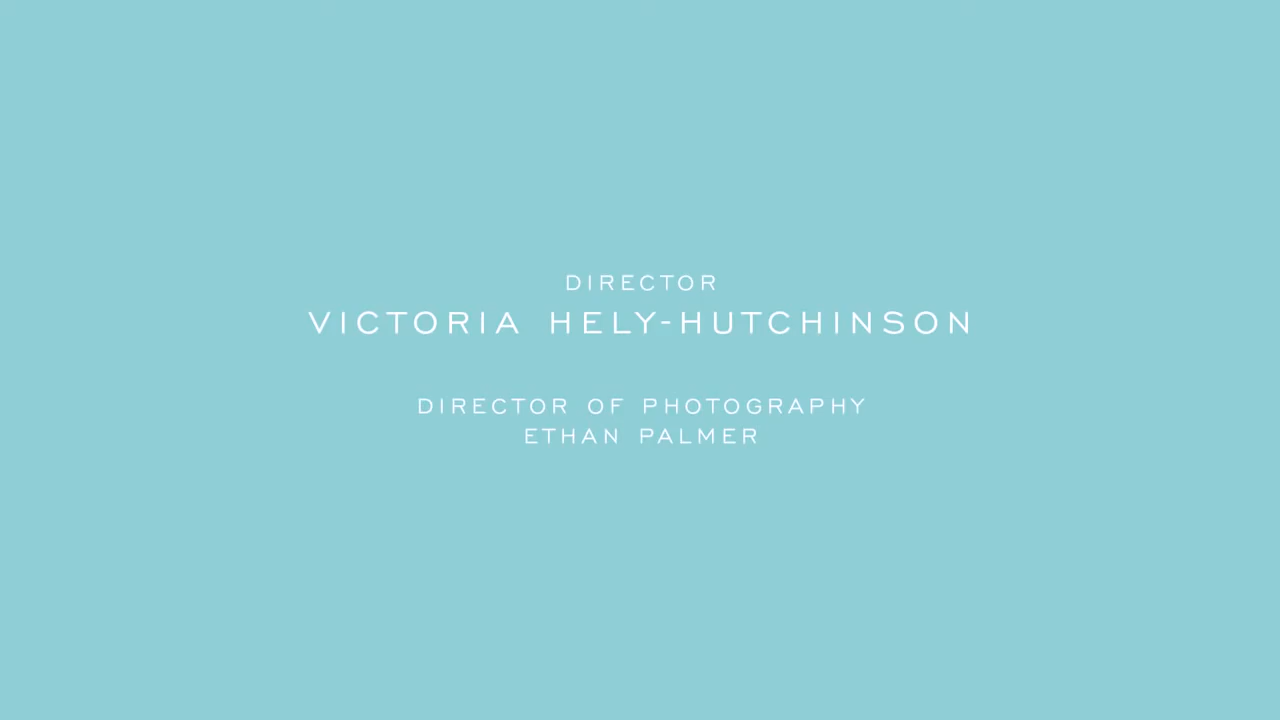 DIRECTOR
VICTORIA HELY-HUTCHINSON
DIRECTOR OF PHOTOGRAPHY
ETHAN PALMER